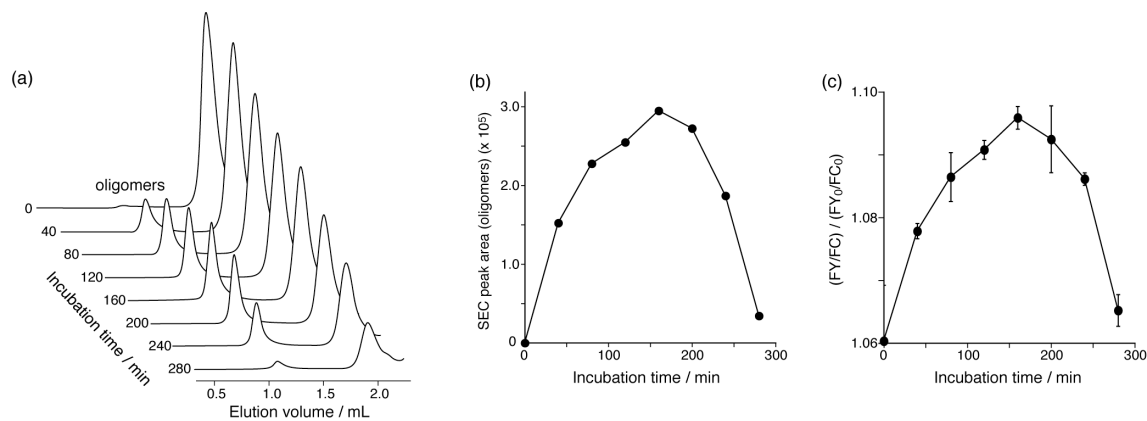 (a)
oligomers
0
40
80
120
160
200
240
280
Incubation time / min
0.5 1.0 1.5 2.0
Elution volume / mL
(b)
SEC peak area (oligomers) (x 10⁵)
3.0
2.0
1.0
0
0 100 200 300
Incubation time / min
(c)
(FY/FC) / (FY₀/FC₀)
1.10
1.08
1.06
0 100 200 300
Incubation time / min